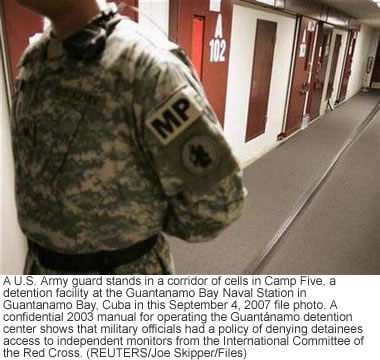 A
102
MP
A U.S. Army guard stands in a corridor of cells in Camp Five, a
detention facility at the Guantanamo Bay Naval Station in
Guantanamo Bay, Cuba in this September 4, 2007 file photo. A
confidential 2003 manual for operating the Guantánamo detention
center shows that military officials had a policy of denying detainees
access to independent monitors from the International Committee of
the Red Cross. (REUTERS/Joe Skipper/Files)